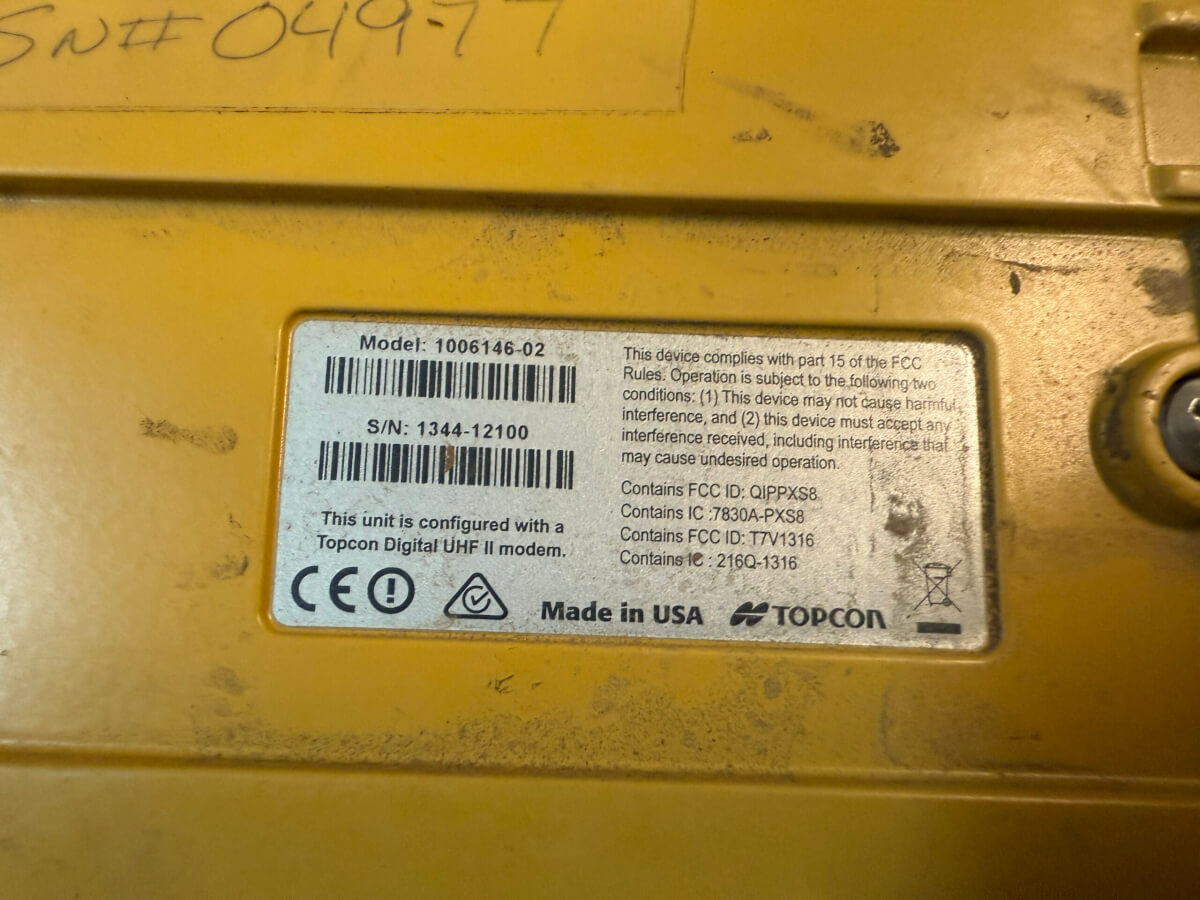 SN# 04977
Model: 1006146-02
S/N: 1344-12100
This unit is configured with a
Topcon Digital UHF II modem.
This device complies with part 15 of the FCC
Rules. Operation is subject to the following two
conditions: (1) This device may not cause harmful
interference, and (2) this device must accept any
interference received, including interference that
may cause undesired operation.
Contains FCC ID: QIPPXS8
Contains IC :7830A-PXS8
Contains FCC ID: T7V1316
Contains IC : 216Q-1316
CE
Made in USA
TOPCON